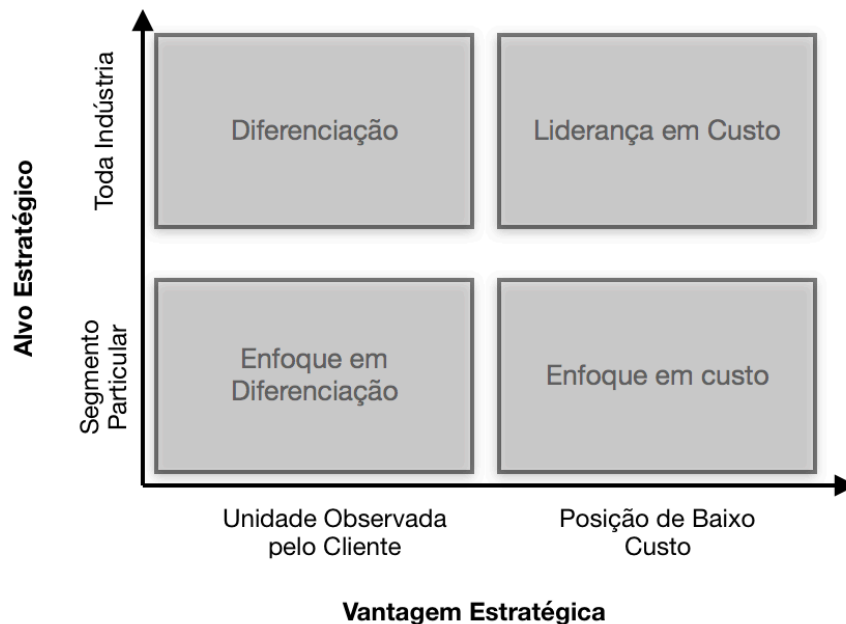 Alvo Estratégico
Toda Indústria
Diferenciação
Liderança em Custo
Segmento
Particular
Enfoque em
Diferenciação
Enfoque em custo
Unidade Observada
pelo Cliente
Posição de Baixo
Custo
Vantagem Estratégica